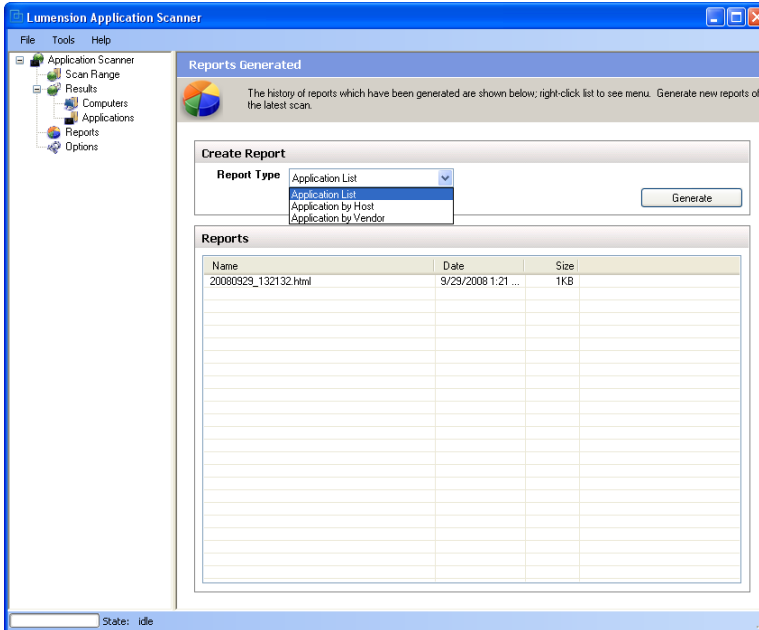 Lumension Application Scanner
File Tools Help
Application Scanner
Scan Range
Results
Computers
Applications
Reports
Options
Reports Generated
The history of reports which have been generated are shown below; right-click list to see menu. Generate new reports of
the latest scan.
Create Report
Report Type
Application List
Application List
Application by Host
Application by Vendor
Generate
Reports
Name Date Size
20080929_132132.html 9/29/2008 1:21 ... 1KB
State: idle